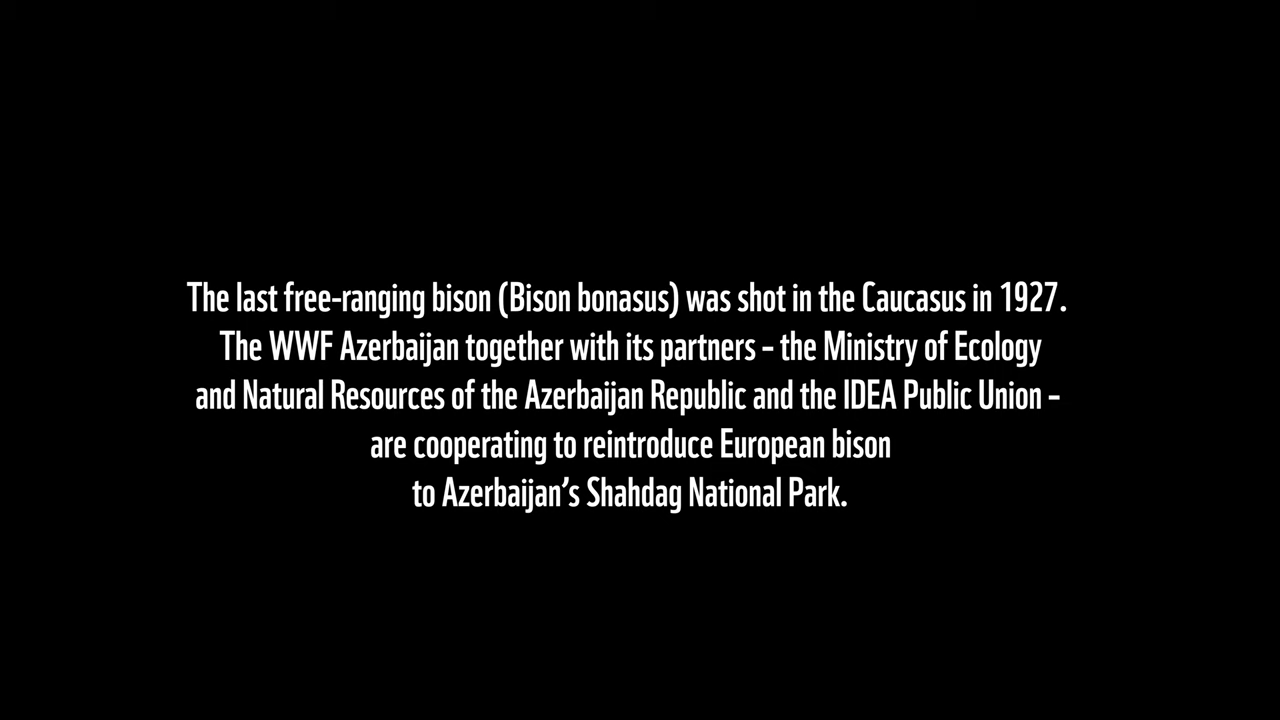 The last free-ranging bison (Bison bonasus) was shot in the Caucasus in 1927.
The WWF Azerbaijan together with its partners - the Ministry of Ecology
and Natural Resources of the Azerbaijan Republic and the IDEA Public Union -
are cooperating to reintroduce European bison
to Azerbaijan’s Shahdag National Park.